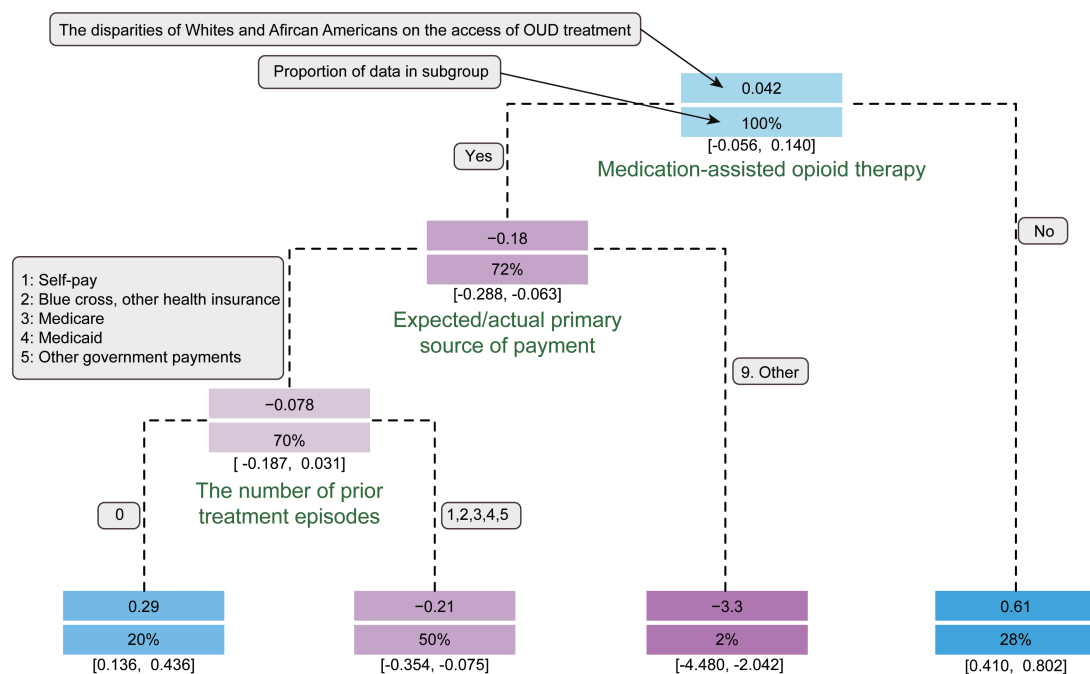 The disparities of Whites and Afircan Americans on the access of OUD treatment
Proportion of data in subgroup
0.042
100%
[-0.056, 0.140]
Medication-assisted opioid therapy
Yes
No
−0.18
72%
[-0.288, -0.063]
Expected/actual primary
source of payment
1: Self-pay
2: Blue cross, other health insurance
3: Medicare
4: Medicaid
5: Other government payments
9. Other
−0.078
70%
[ -0.187, 0.031]
The number of prior
treatment episodes
0
1,2,3,4,5
0.29
20%
[0.136, 0.436]
−0.21
50%
[-0.354, -0.075]
−3.3
2%
[-4.480, -2.042]
0.61
28%
[0.410, 0.802]